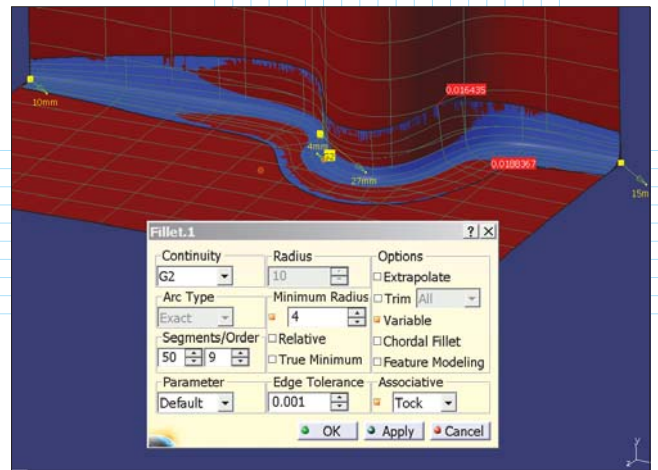 0.016435
10mm
4mm
G2
27mm
0.0188367
15m
Fillet.1
? X
Continuity
Radius
Options
G2
10
Extrapolate
Arc Type
Minimum Radius
Trim All
Exact
4
Variable
Segments/Order
Relative
Chordal Fillet
50 9
True Minimum
Feature Modeling
Parameter
Edge Tolerance
Associative
Default
0.001
Tock
OK Apply Cancel
y
z